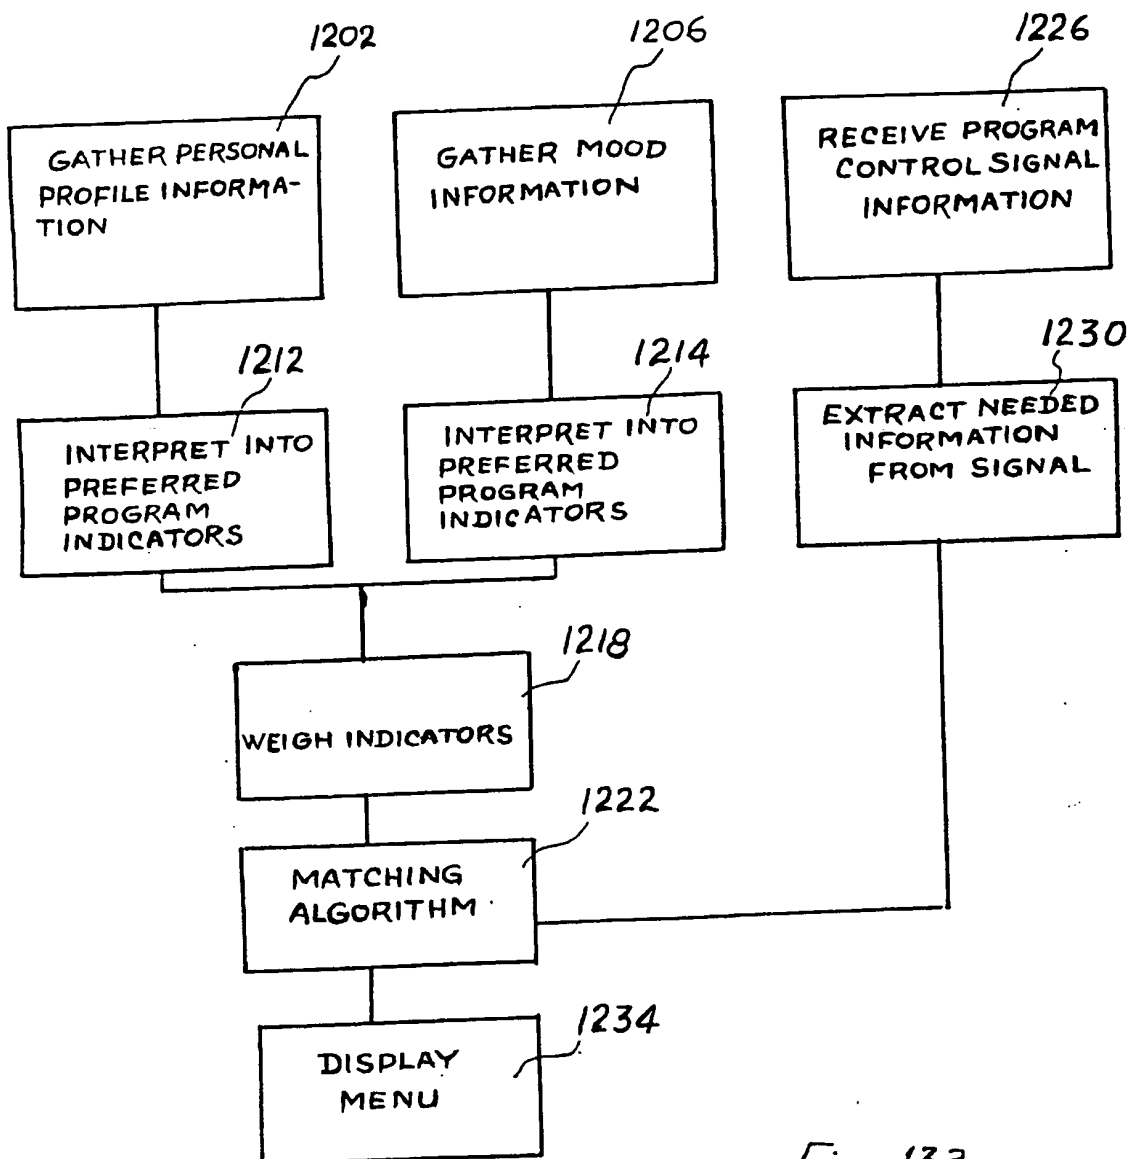 1202
1206
1226
GATHER PERSONAL
PROFILE INFORMA-
TION
GATHER MOOD
INFORMATION
RECEIVE PROGRAM
CONTROL SIGNAL
INFORMATION
1212
1214
1230
INTERPRET INTO
PREFERRED
PROGRAM
INDICATORS
INTERPRET INTO
PREFERRED
PROGRAM
INDICATORS
EXTRACT NEEDED
INFORMATION
FROM SIGNAL
1218
WEIGH INDICATORS
1222
MATCHING
ALGORITHM
1234
DISPLAY
MENU